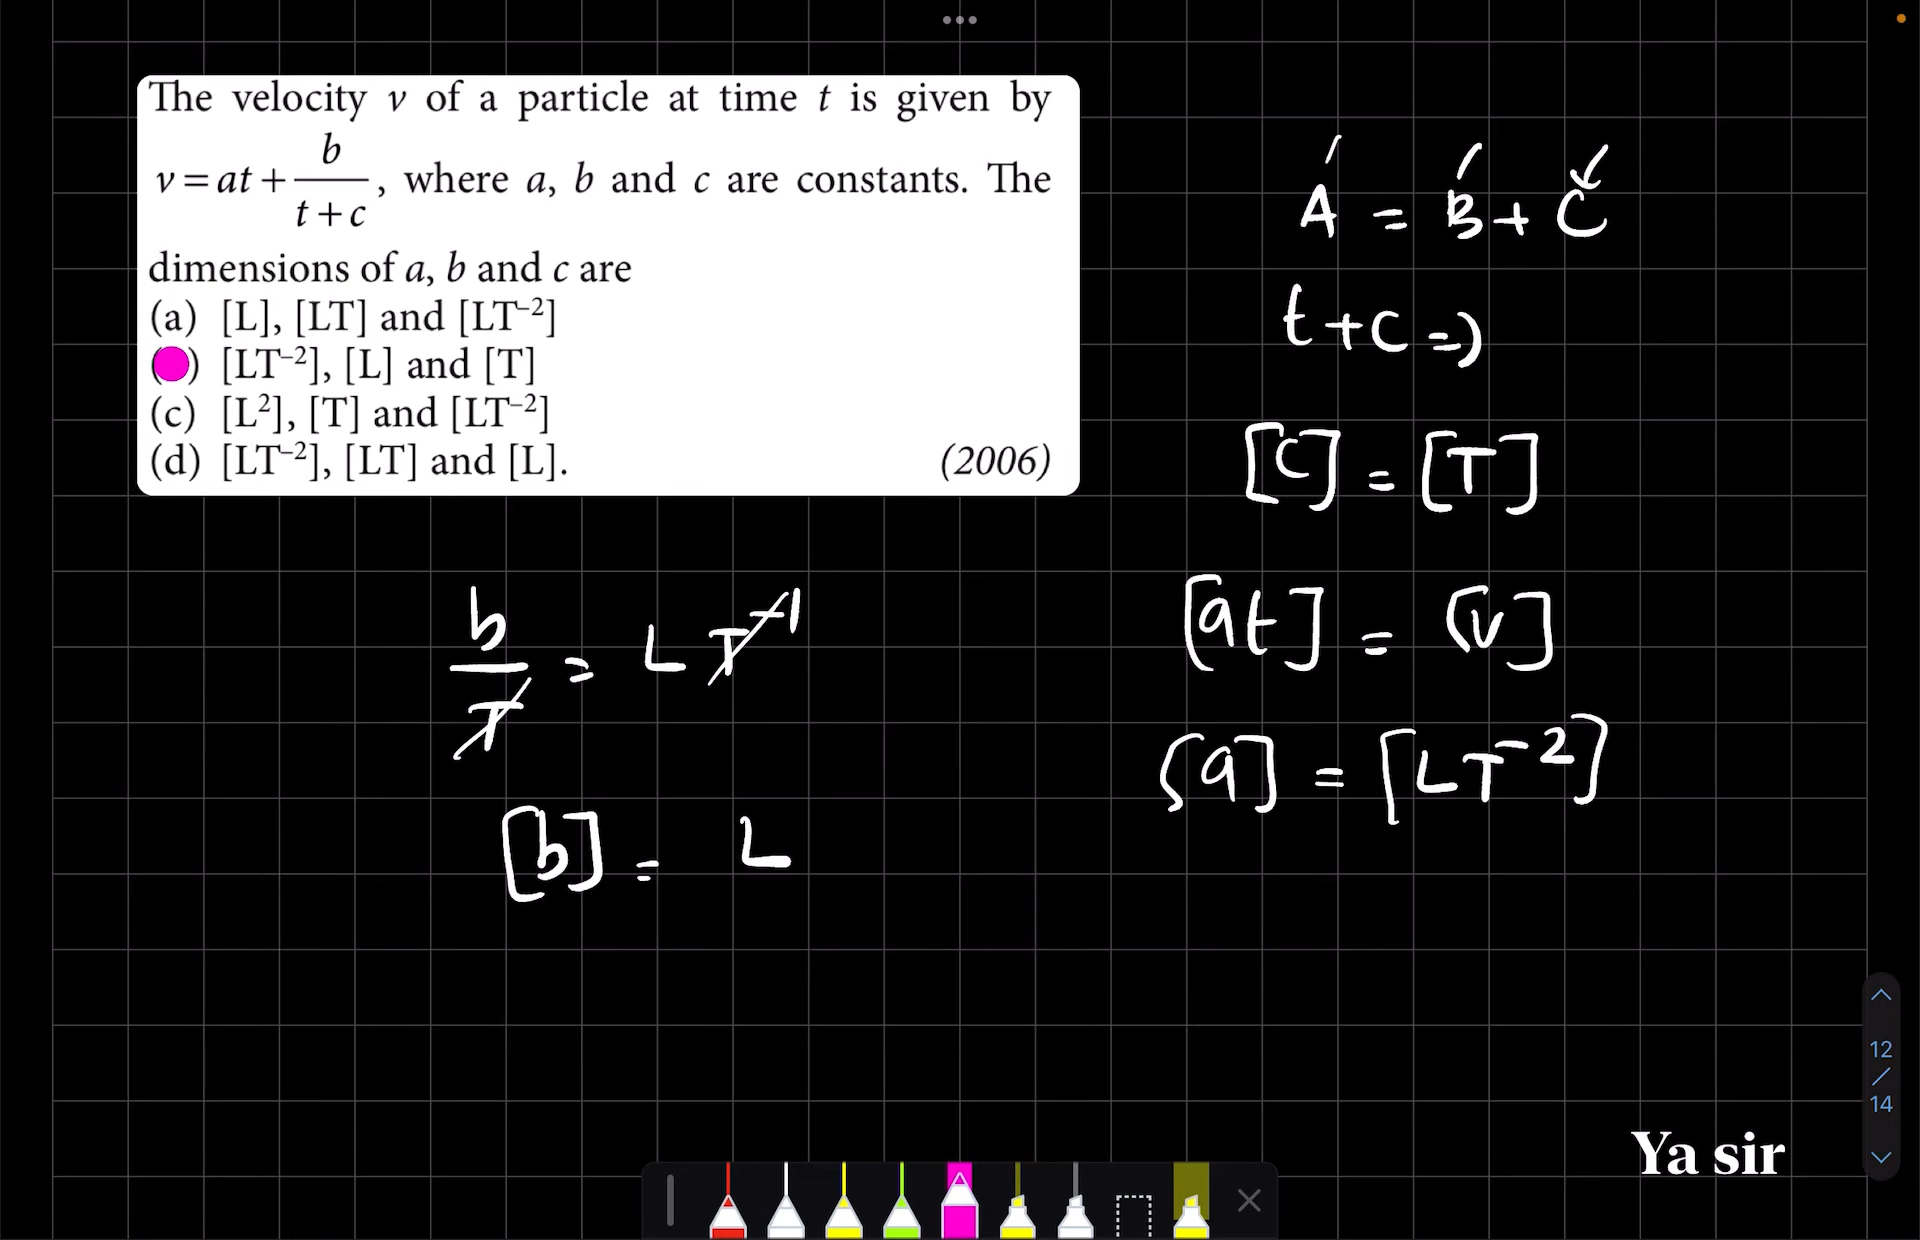 The velocity v of a particle at time t is given by
v = at + b/(t + c), where a, b and c are constants. The
dimensions of a, b and c are
(a) [L], [LT] and [LT⁻²]
( ) [LT⁻²], [L] and [T]
(c) [L²], [T] and [LT⁻²]
(d) [LT⁻²], [LT] and [L]. (2006)
A = B + C
t + c =)
[C] = [T]
[at] = [v]
[a] = [LT⁻²]
b/T = L T⁻¹
[b] = L
12
/
14
Ya sir